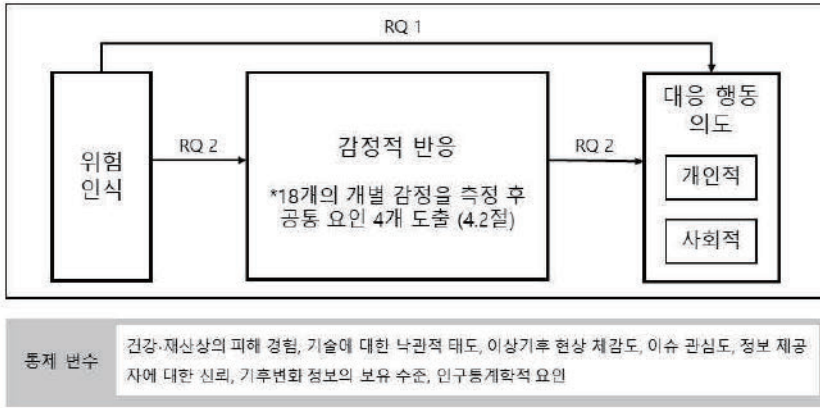 RQ 1
위험
인식
RQ 2
감정적 반응
*18개의 개별 감정을 측정 후
공통 요인 4개 도출 (4.2절)
RQ 2
대응 행동
의도
개인적
사회적
통제 변수
건강·재산상의 피해 경험, 기술에 대한 낙관적 태도, 이상기후 현상 체감도, 이슈 관심도, 정보 제공
자에 대한 신뢰, 기후변화 정보의 보유 수준, 인구통계학적 요인